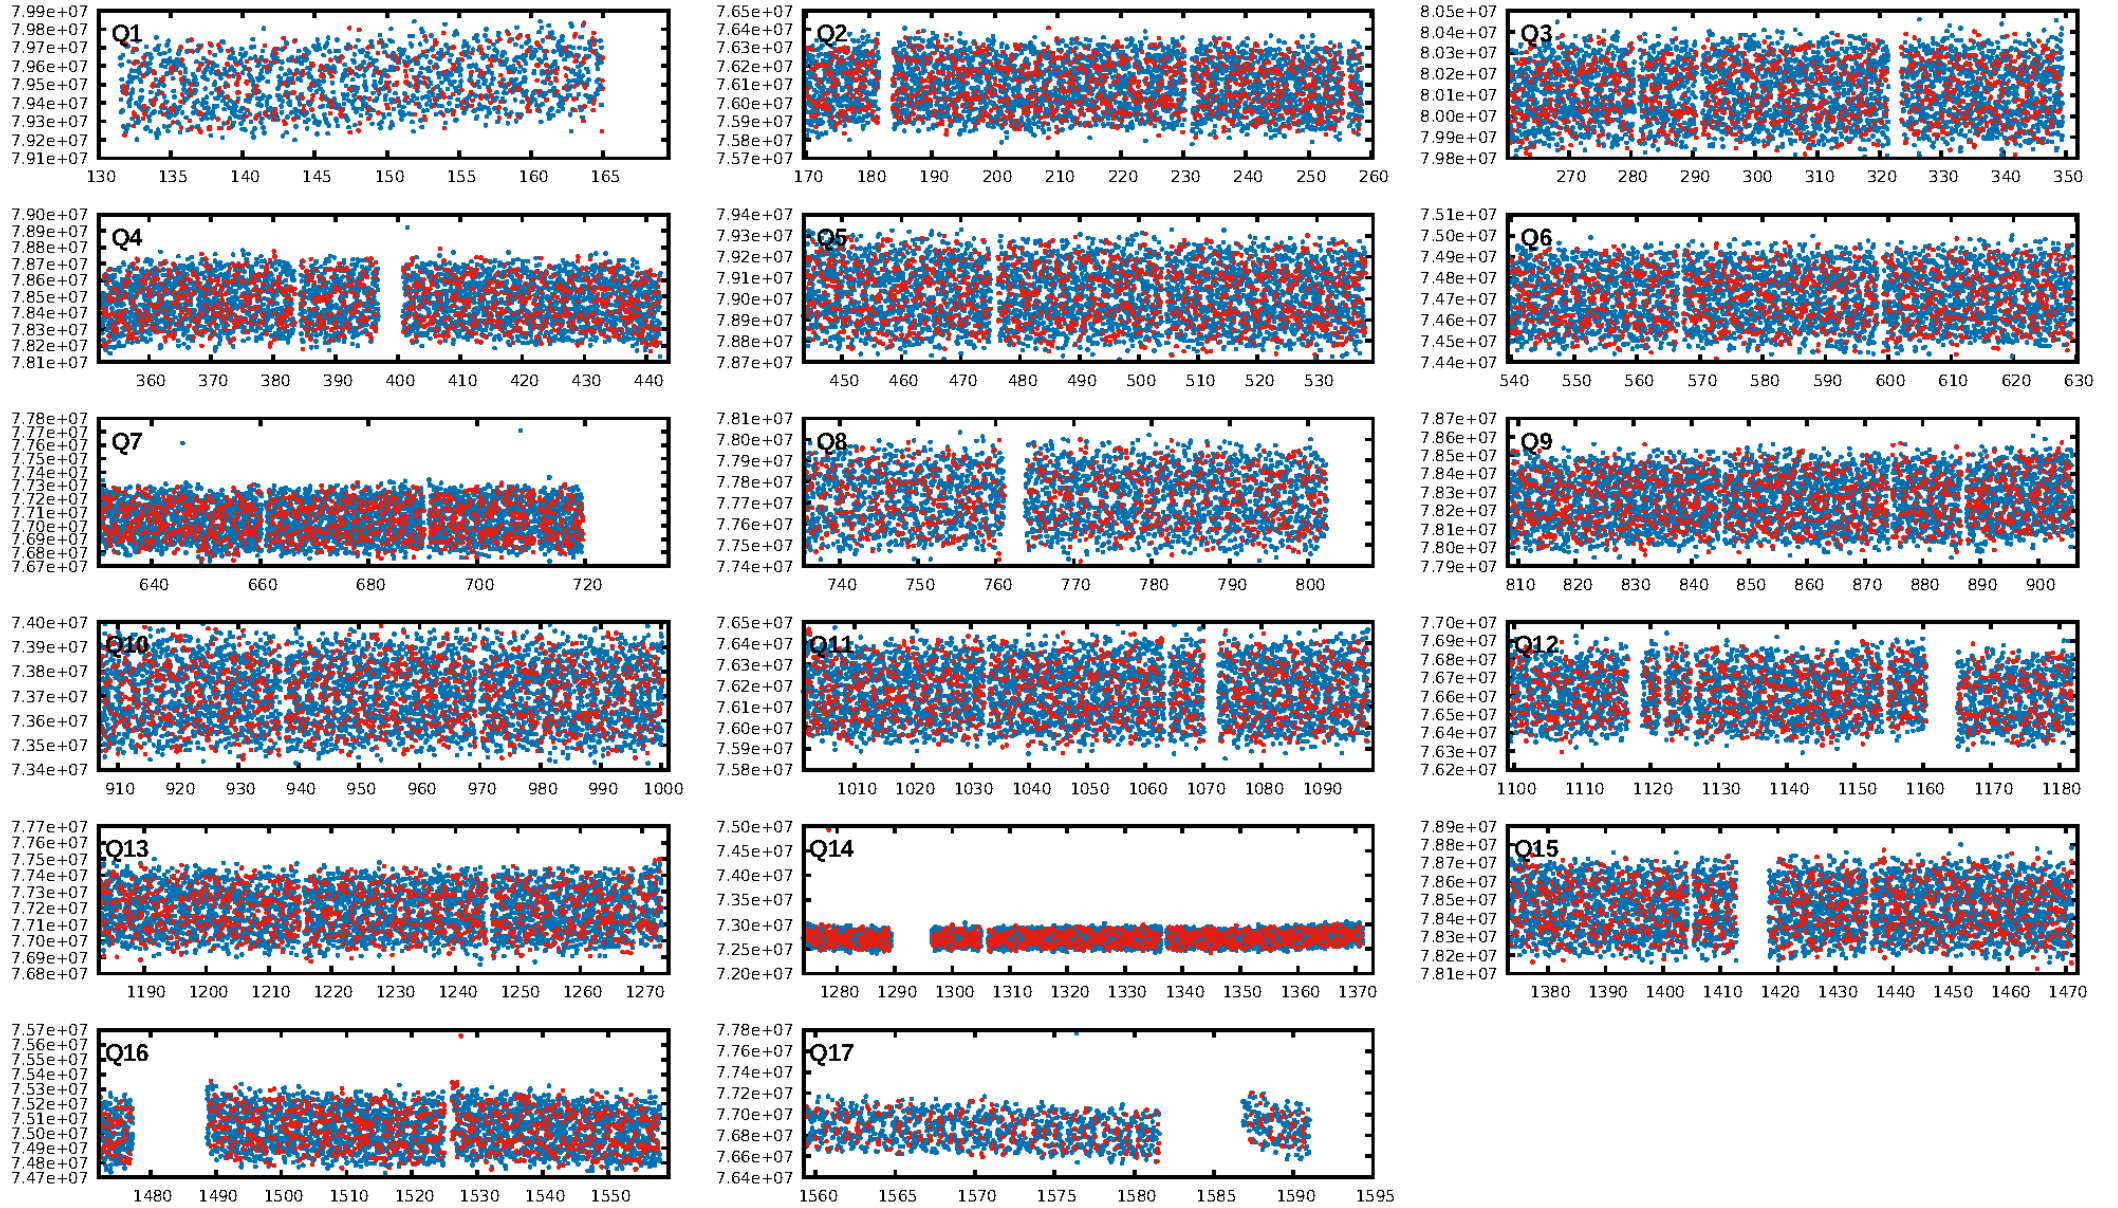 7.99e+07
7.98e+07
7.97e+07
7.96e+07
7.95e+07
7.94e+07
7.93e+07
7.92e+07
7.91e+07
Q1
130 135 140 145 150 155 160 165
7.65e+07
7.64e+07
7.63e+07
7.62e+07
7.61e+07
7.60e+07
7.59e+07
7.58e+07
7.57e+07
Q2
170 180 190 200 210 220 230 240 250 260
8.05e+07
8.04e+07
8.03e+07
8.02e+07
8.01e+07
8.00e+07
7.99e+07
7.98e+07
Q3
270 280 290 300 310 320 330 340 350
7.90e+07
7.89e+07
7.88e+07
7.87e+07
7.86e+07
7.85e+07
7.84e+07
7.83e+07
7.82e+07
7.81e+07
Q4
360 370 380 390 400 410 420 430 440
7.94e+07
7.93e+07
7.92e+07
7.91e+07
7.90e+07
7.89e+07
7.88e+07
7.87e+07
Q5
450 460 470 480 490 500 510 520 530
7.51e+07
7.50e+07
7.49e+07
7.48e+07
7.47e+07
7.46e+07
7.45e+07
7.44e+07
Q6
540 550 560 570 580 590 600 610 620 630
7.78e+07
7.77e+07
7.76e+07
7.75e+07
7.74e+07
7.73e+07
7.72e+07
7.71e+07
7.70e+07
7.69e+07
7.68e+07
7.67e+07
Q7
640 660 680 700 720
7.81e+07
7.80e+07
7.79e+07
7.78e+07
7.77e+07
7.76e+07
7.75e+07
7.74e+07
Q8
740 750 760 770 780 790 800
7.87e+07
7.86e+07
7.85e+07
7.84e+07
7.83e+07
7.82e+07
7.81e+07
7.80e+07
7.79e+07
Q9
810 820 830 840 850 860 870 880 890 900
7.40e+07
7.39e+07
7.38e+07
7.37e+07
7.36e+07
7.35e+07
7.34e+07
Q10
910 920 930 940 950 960 970 980 990 1000
7.65e+07
7.64e+07
7.63e+07
7.62e+07
7.61e+07
7.60e+07
7.59e+07
7.58e+07
Q11
1010 1020 1030 1040 1050 1060 1070 1080 1090
7.70e+07
7.69e+07
7.68e+07
7.67e+07
7.66e+07
7.65e+07
7.64e+07
7.63e+07
7.62e+07
Q12
1100 1110 1120 1130 1140 1150 1160 1170 1180
7.77e+07
7.76e+07
7.75e+07
7.74e+07
7.73e+07
7.72e+07
7.71e+07
7.70e+07
7.69e+07
7.68e+07
Q13
1190 1200 1210 1220 1230 1240 1250 1260 1270
7.50e+07
7.45e+07
7.40e+07
7.35e+07
7.30e+07
7.25e+07
7.20e+07
Q14
1280 1290 1300 1310 1320 1330 1340 1350 1360 1370
7.89e+07
7.88e+07
7.87e+07
7.86e+07
7.85e+07
7.84e+07
7.83e+07
7.82e+07
7.81e+07
Q15
1380 1390 1400 1410 1420 1430 1440 1450 1460 1470
7.57e+07
7.56e+07
7.55e+07
7.54e+07
7.53e+07
7.52e+07
7.51e+07
7.50e+07
7.49e+07
7.48e+07
7.47e+07
Q16
1480 1490 1500 1510 1520 1530 1540 1550
7.78e+07
7.76e+07
7.74e+07
7.72e+07
7.70e+07
7.68e+07
7.66e+07
7.64e+07
Q17
1560 1565 1570 1575 1580 1585 1590 1595